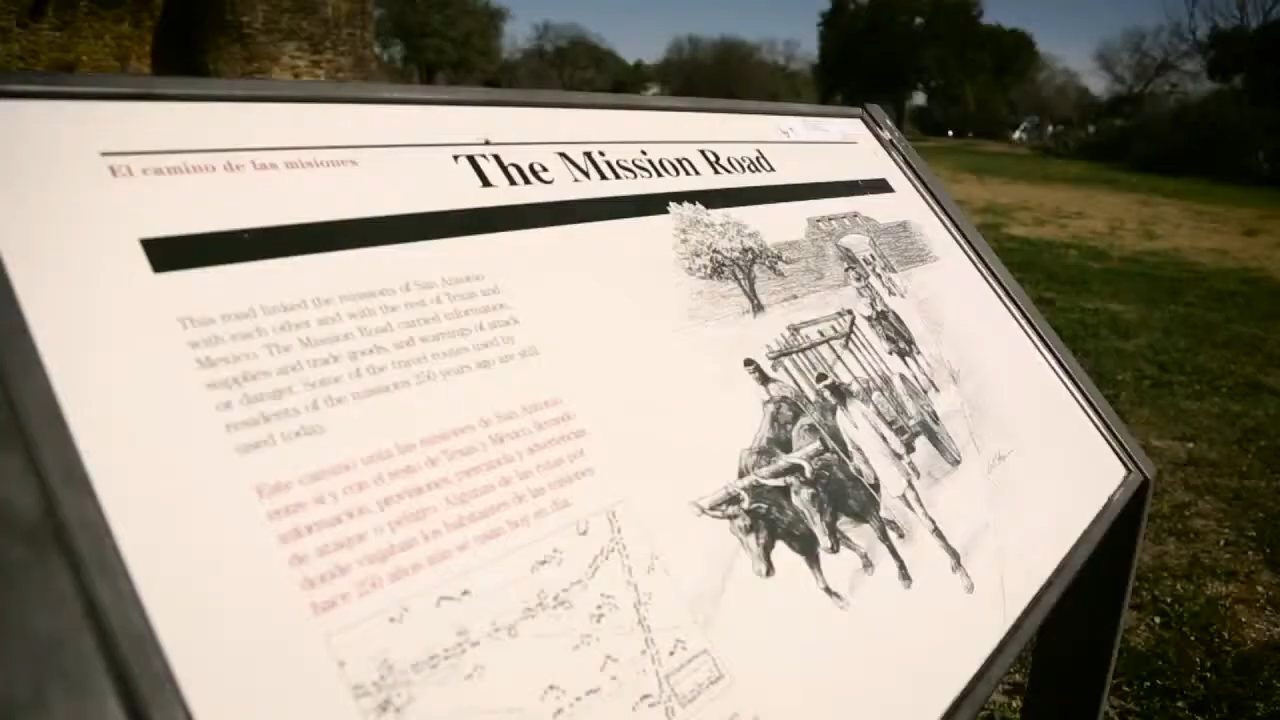 El camino de las misiones
The Mission Road
This road linked the missions of San Antonio
with each other and with the rest of Texas and
Mexico. The Mission Road carried information,
supplies and trade goods, and warnings of attack
or danger. Some of the travel routes used by
residents of the missions 250 years ago are still
used today.
Este camino unía las misiones de San Antonio
entre sí y con el resto de Texas y México, llevando
información, provisiones, mercancía y advertencias
de ataque o peligro. Algunas de las rutas por
donde viajaban los habitantes de las misiones
hace 250 años aún se usan hoy en día.